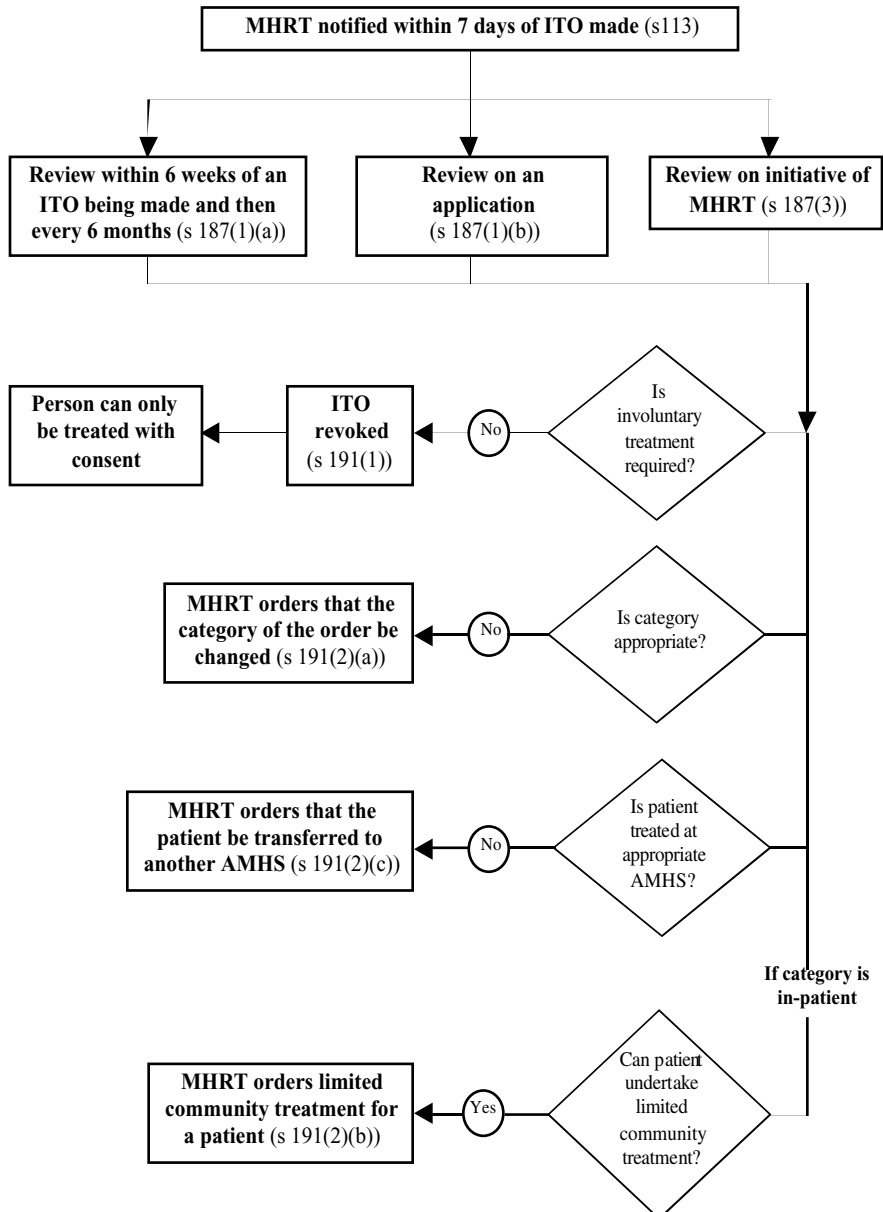 MHRT notified within 7 days of ITO made (s113)
Review within 6 weeks of an
ITO being made and then
every 6 months (s 187(1)(a))
Review on an
application
(s 187(1)(b))
Review on initiative of
MHRT (s 187(3))
Person can only
be treated with
consent
ITO
revoked
(s 191(1))
No
Is
involuntary
treatment
required?
MHRT orders that the
category of the order be
changed (s 191(2)(a))
No
Is category
appropriate?
MHRT orders that the
patient be transferred to
another AMHS (s 191(2)(c))
No
Is patient
treated at
appropriate
AMHS?
If category is
in-patient
MHRT orders limited
community treatment for
a patient (s 191(2)(b))
Yes
Can patient
undertake
limited
community
treatment?